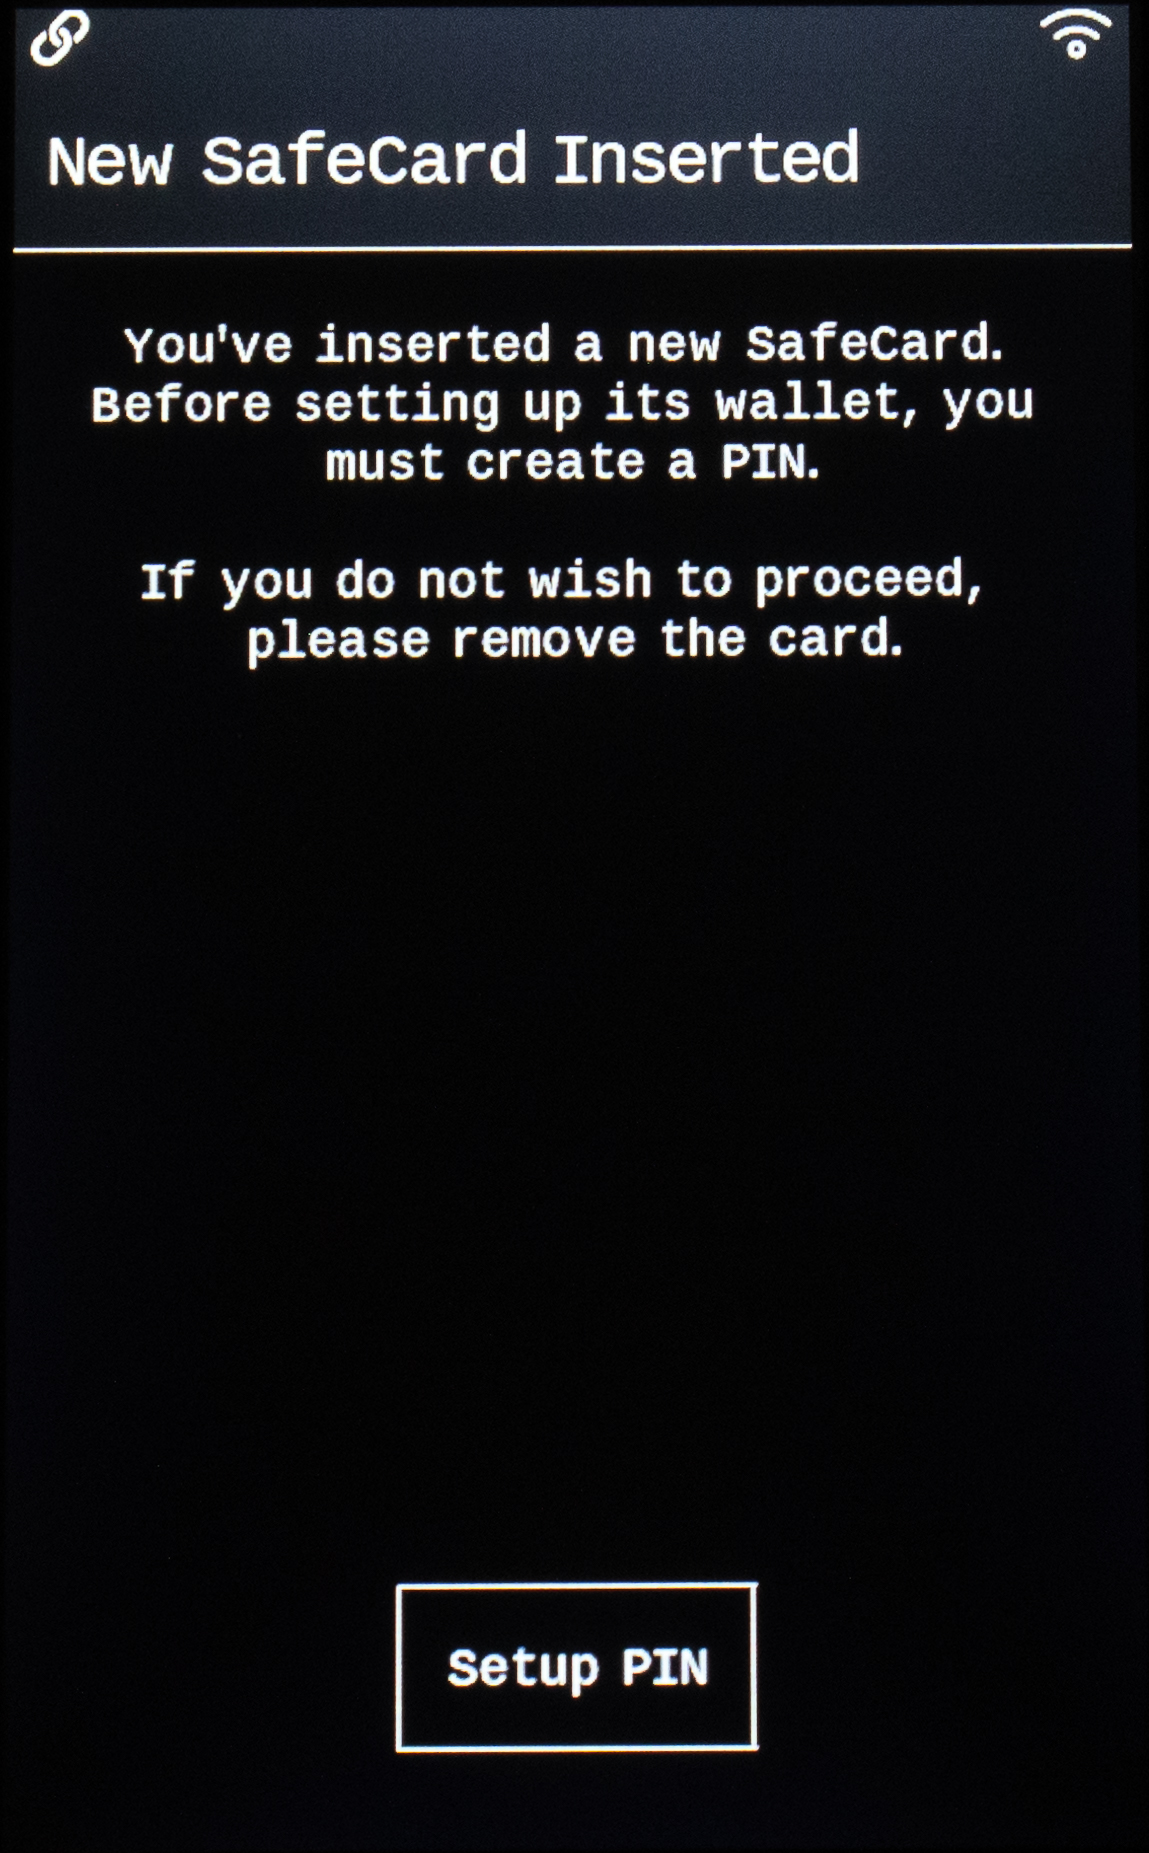 New SafeCard Inserted
You've inserted a new SafeCard.
Before setting up its wallet, you
must create a PIN.
If you do not wish to proceed,
please remove the card.
Setup PIN